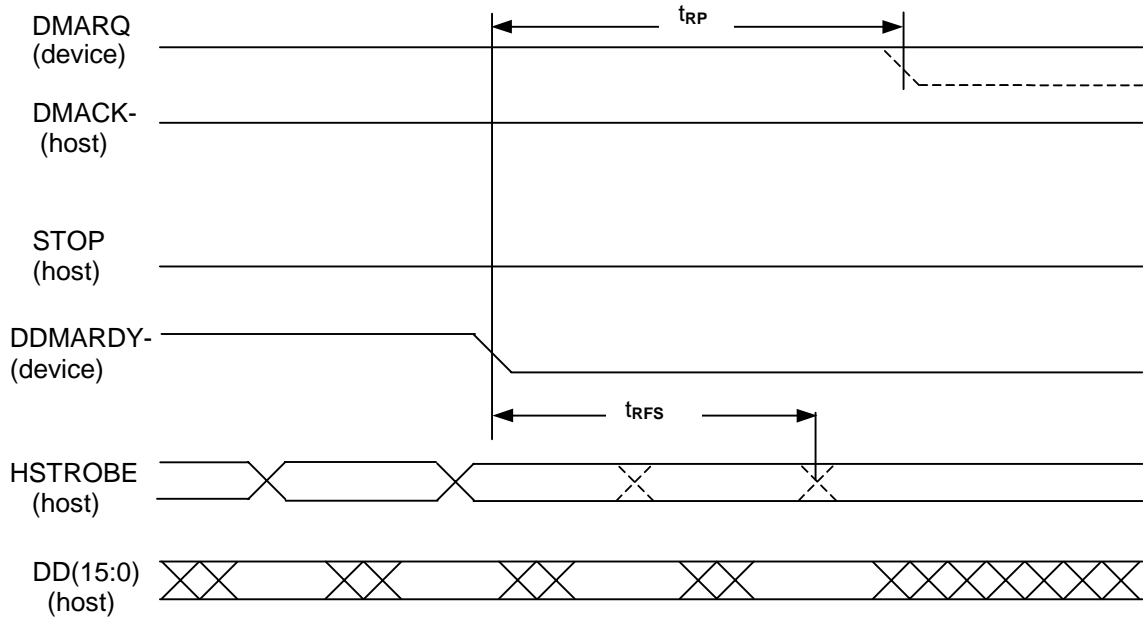 DMARQ
(device)
tRP
DMACK-
(host)
STOP
(host)
DDMARDY-
(device)
tRFS
HSTROBE
(host)
DD(15:0)
(host)